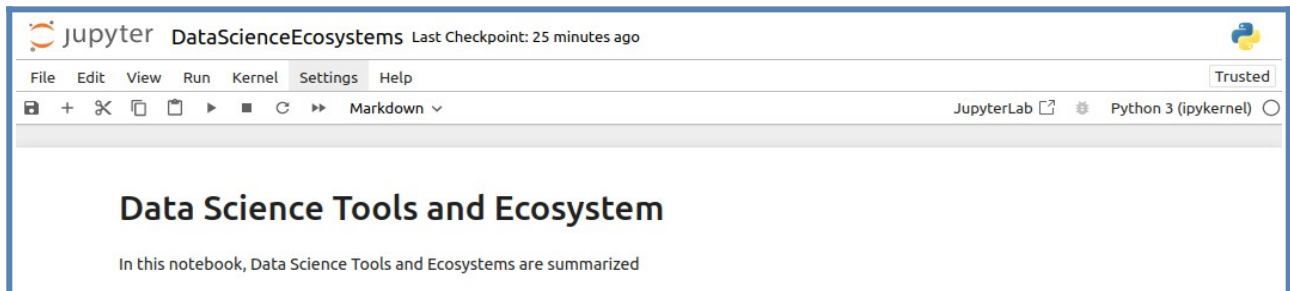 jupyter DataScienceEcosystems Last Checkpoint: 25 minutes ago
File Edit View Run Kernel Settings Help Trusted
Markdown JupyterLab Python 3 (ipykernel)
Data Science Tools and Ecosystem
In this notebook, Data Science Tools and Ecosystems are summarized